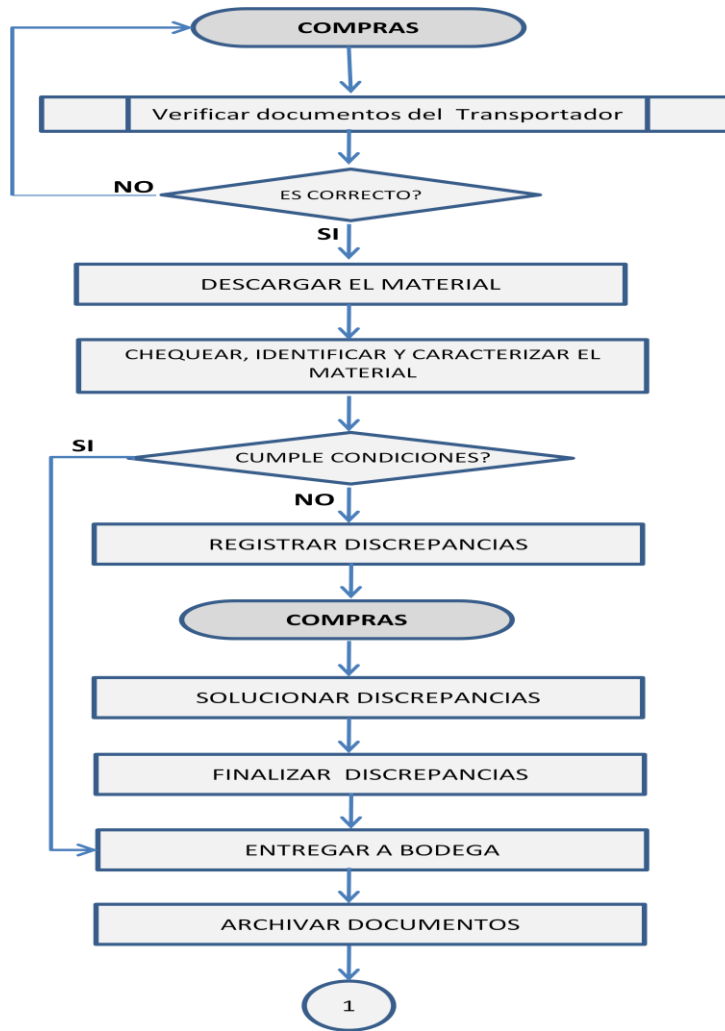 COMPRAS
Verificar documentos del Transportador
NO
ES CORRECTO?
SI
DESCARGAR EL MATERIAL
CHEQUEAR, IDENTIFICAR Y CARACTERIZAR EL
MATERIAL
SI
CUMPLE CONDICIONES?
NO
REGISTRAR DISCREPANCIAS
COMPRAS
SOLUCIONAR DISCREPANCIAS
FINALIZAR DISCREPANCIAS
ENTREGAR A BODEGA
ARCHIVAR DOCUMENTOS
1